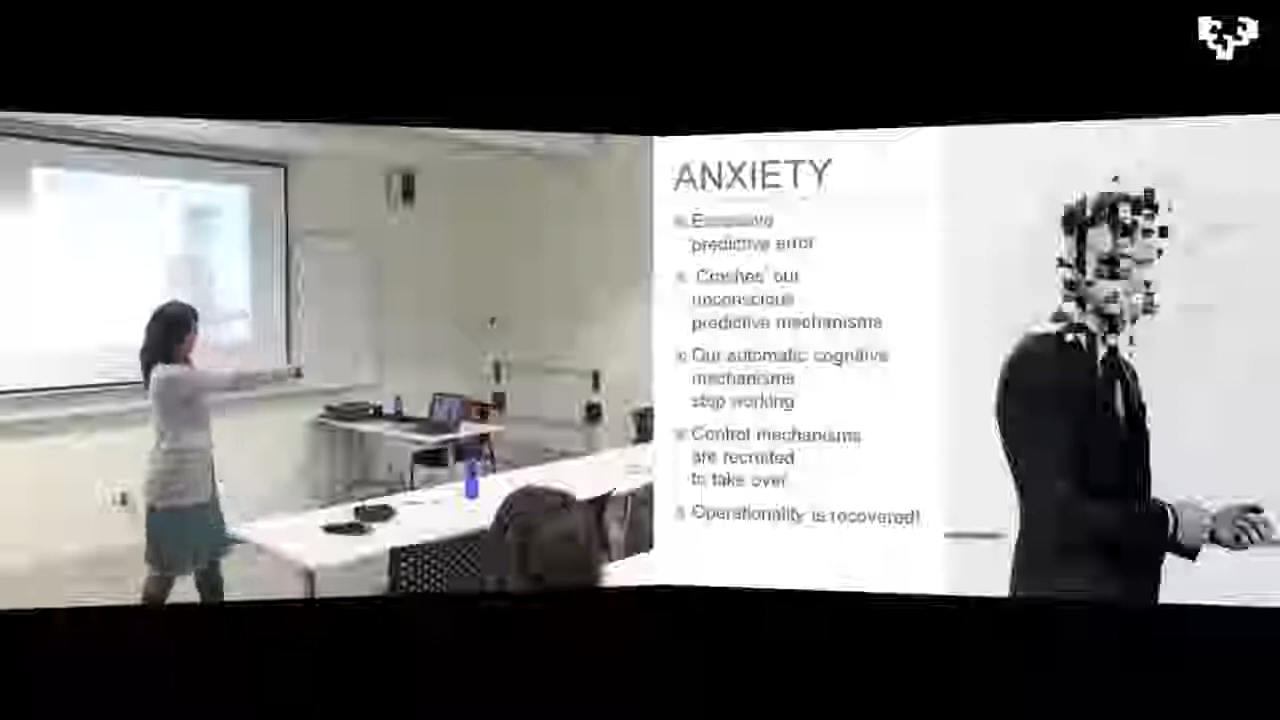 ANXIETY
Excessive
predictive error
'Crashes' our
unconscious
predictive mechanisms
Our automatic cognitive
mechanisms
stop working
Control mechanisms
are recruited
to take over
Operationality is recovered!